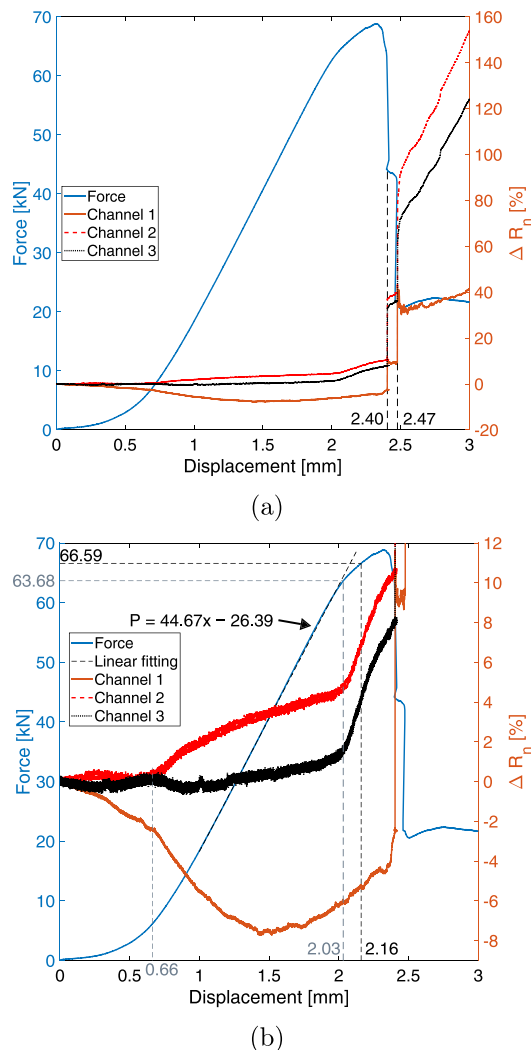 70
60
50
40
30
20
10
0
Force [kN]
160
140
120
100
80
60
40
20
0
-20
Δ Rn [%]
Force
Channel 1
Channel 2
Channel 3
2.40
2.47
0 0.5 1 1.5 2 2.5 3
Displacement [mm]
(a)
70
66.59
63.68
60
50
40
30
20
10
0
Force [kN]
12
10
8
6
4
2
0
-2
-4
-6
-8
Δ Rn [%]
P = 44.67x − 26.39
Force
Linear fitting
Channel 1
Channel 2
Channel 3
0.66
2.03
2.16
0 0.5 1 1.5 2 2.5 3
Displacement [mm]
(b)